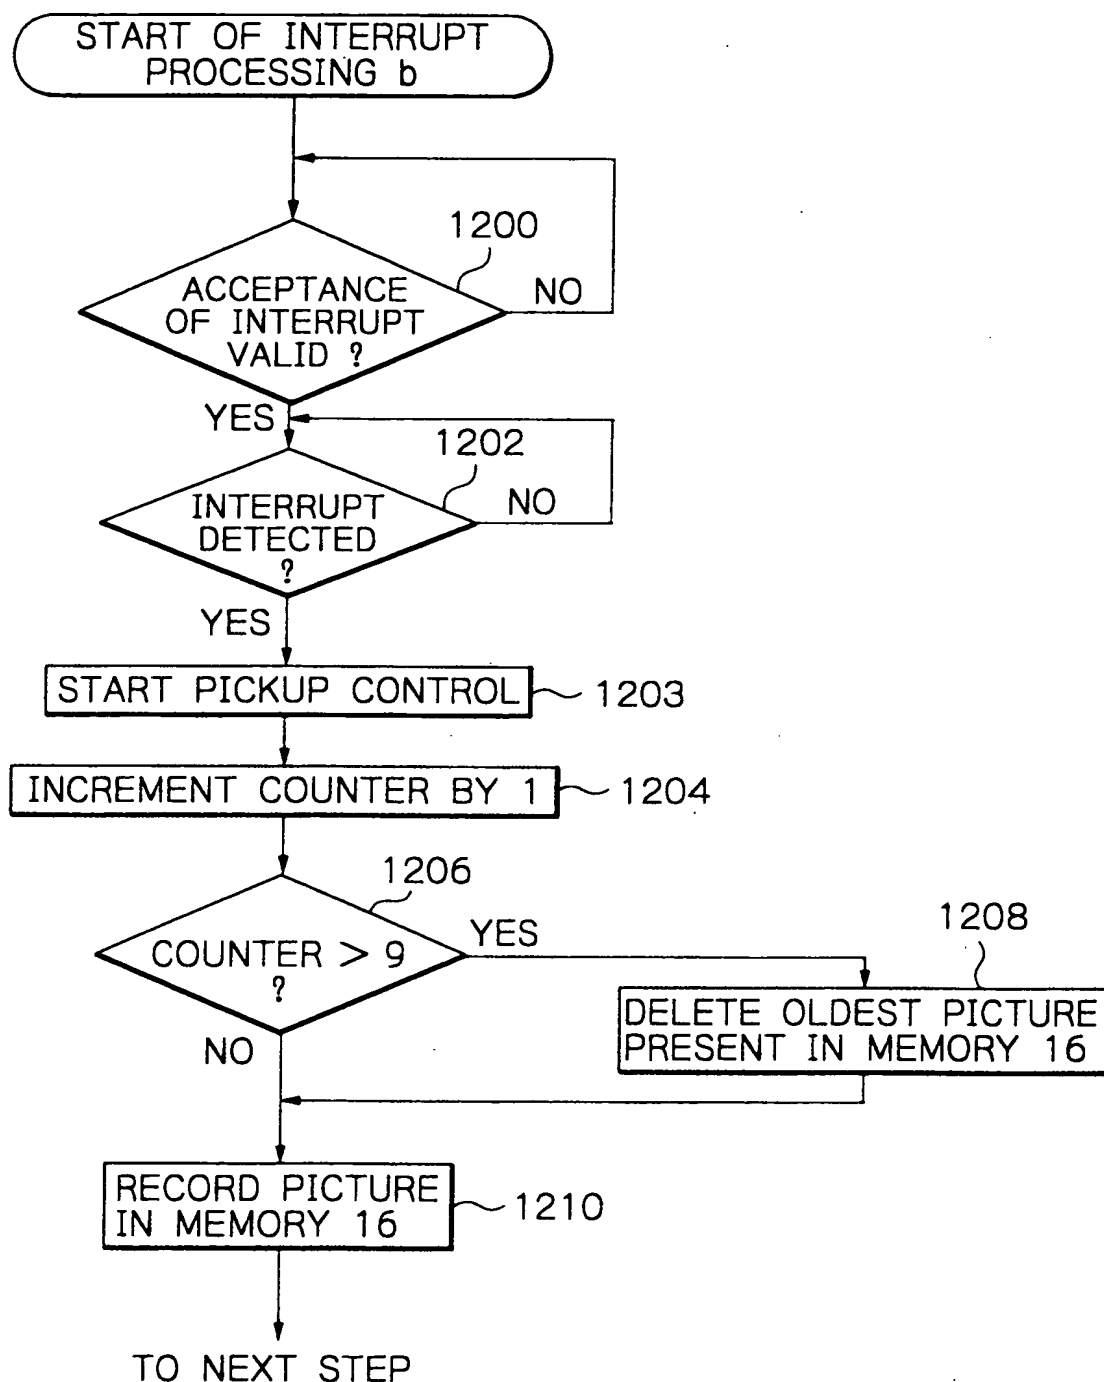 START OF INTERRUPT
PROCESSING b
1200
ACCEPTANCE
OF INTERRUPT
VALID ?
NO
YES
1202
INTERRUPT
DETECTED
?
NO
YES
START PICKUP CONTROL
1203
INCREMENT COUNTER BY 1
1204
1206
COUNTER > 9
?
YES
NO
1208
DELETE OLDEST PICTURE
PRESENT IN MEMORY 16
RECORD PICTURE
IN MEMORY 16
1210
TO NEXT STEP